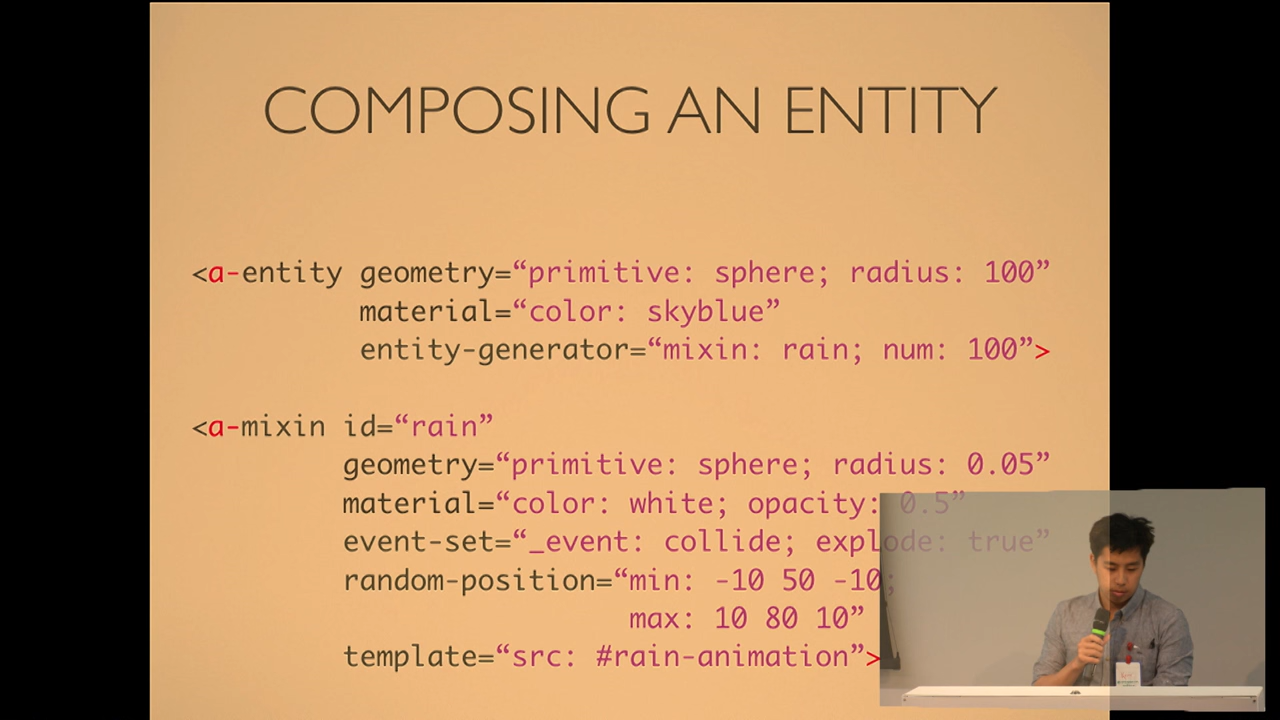 COMPOSING AN ENTITY
<a-entity geometry=“primitive: sphere; radius: 100”
material=“color: skyblue”
entity-generator=“mixin: rain; num: 100”>
<a-mixin id=“rain”
geometry=“primitive: sphere; radius: 0.05”
material=“color: white; opacity: 0.5”
event-set=“_event: collide; explode: true”
random-position=“min: -10 50 -10;
max: 10 80 10”
template=“src: #rain-animation”>